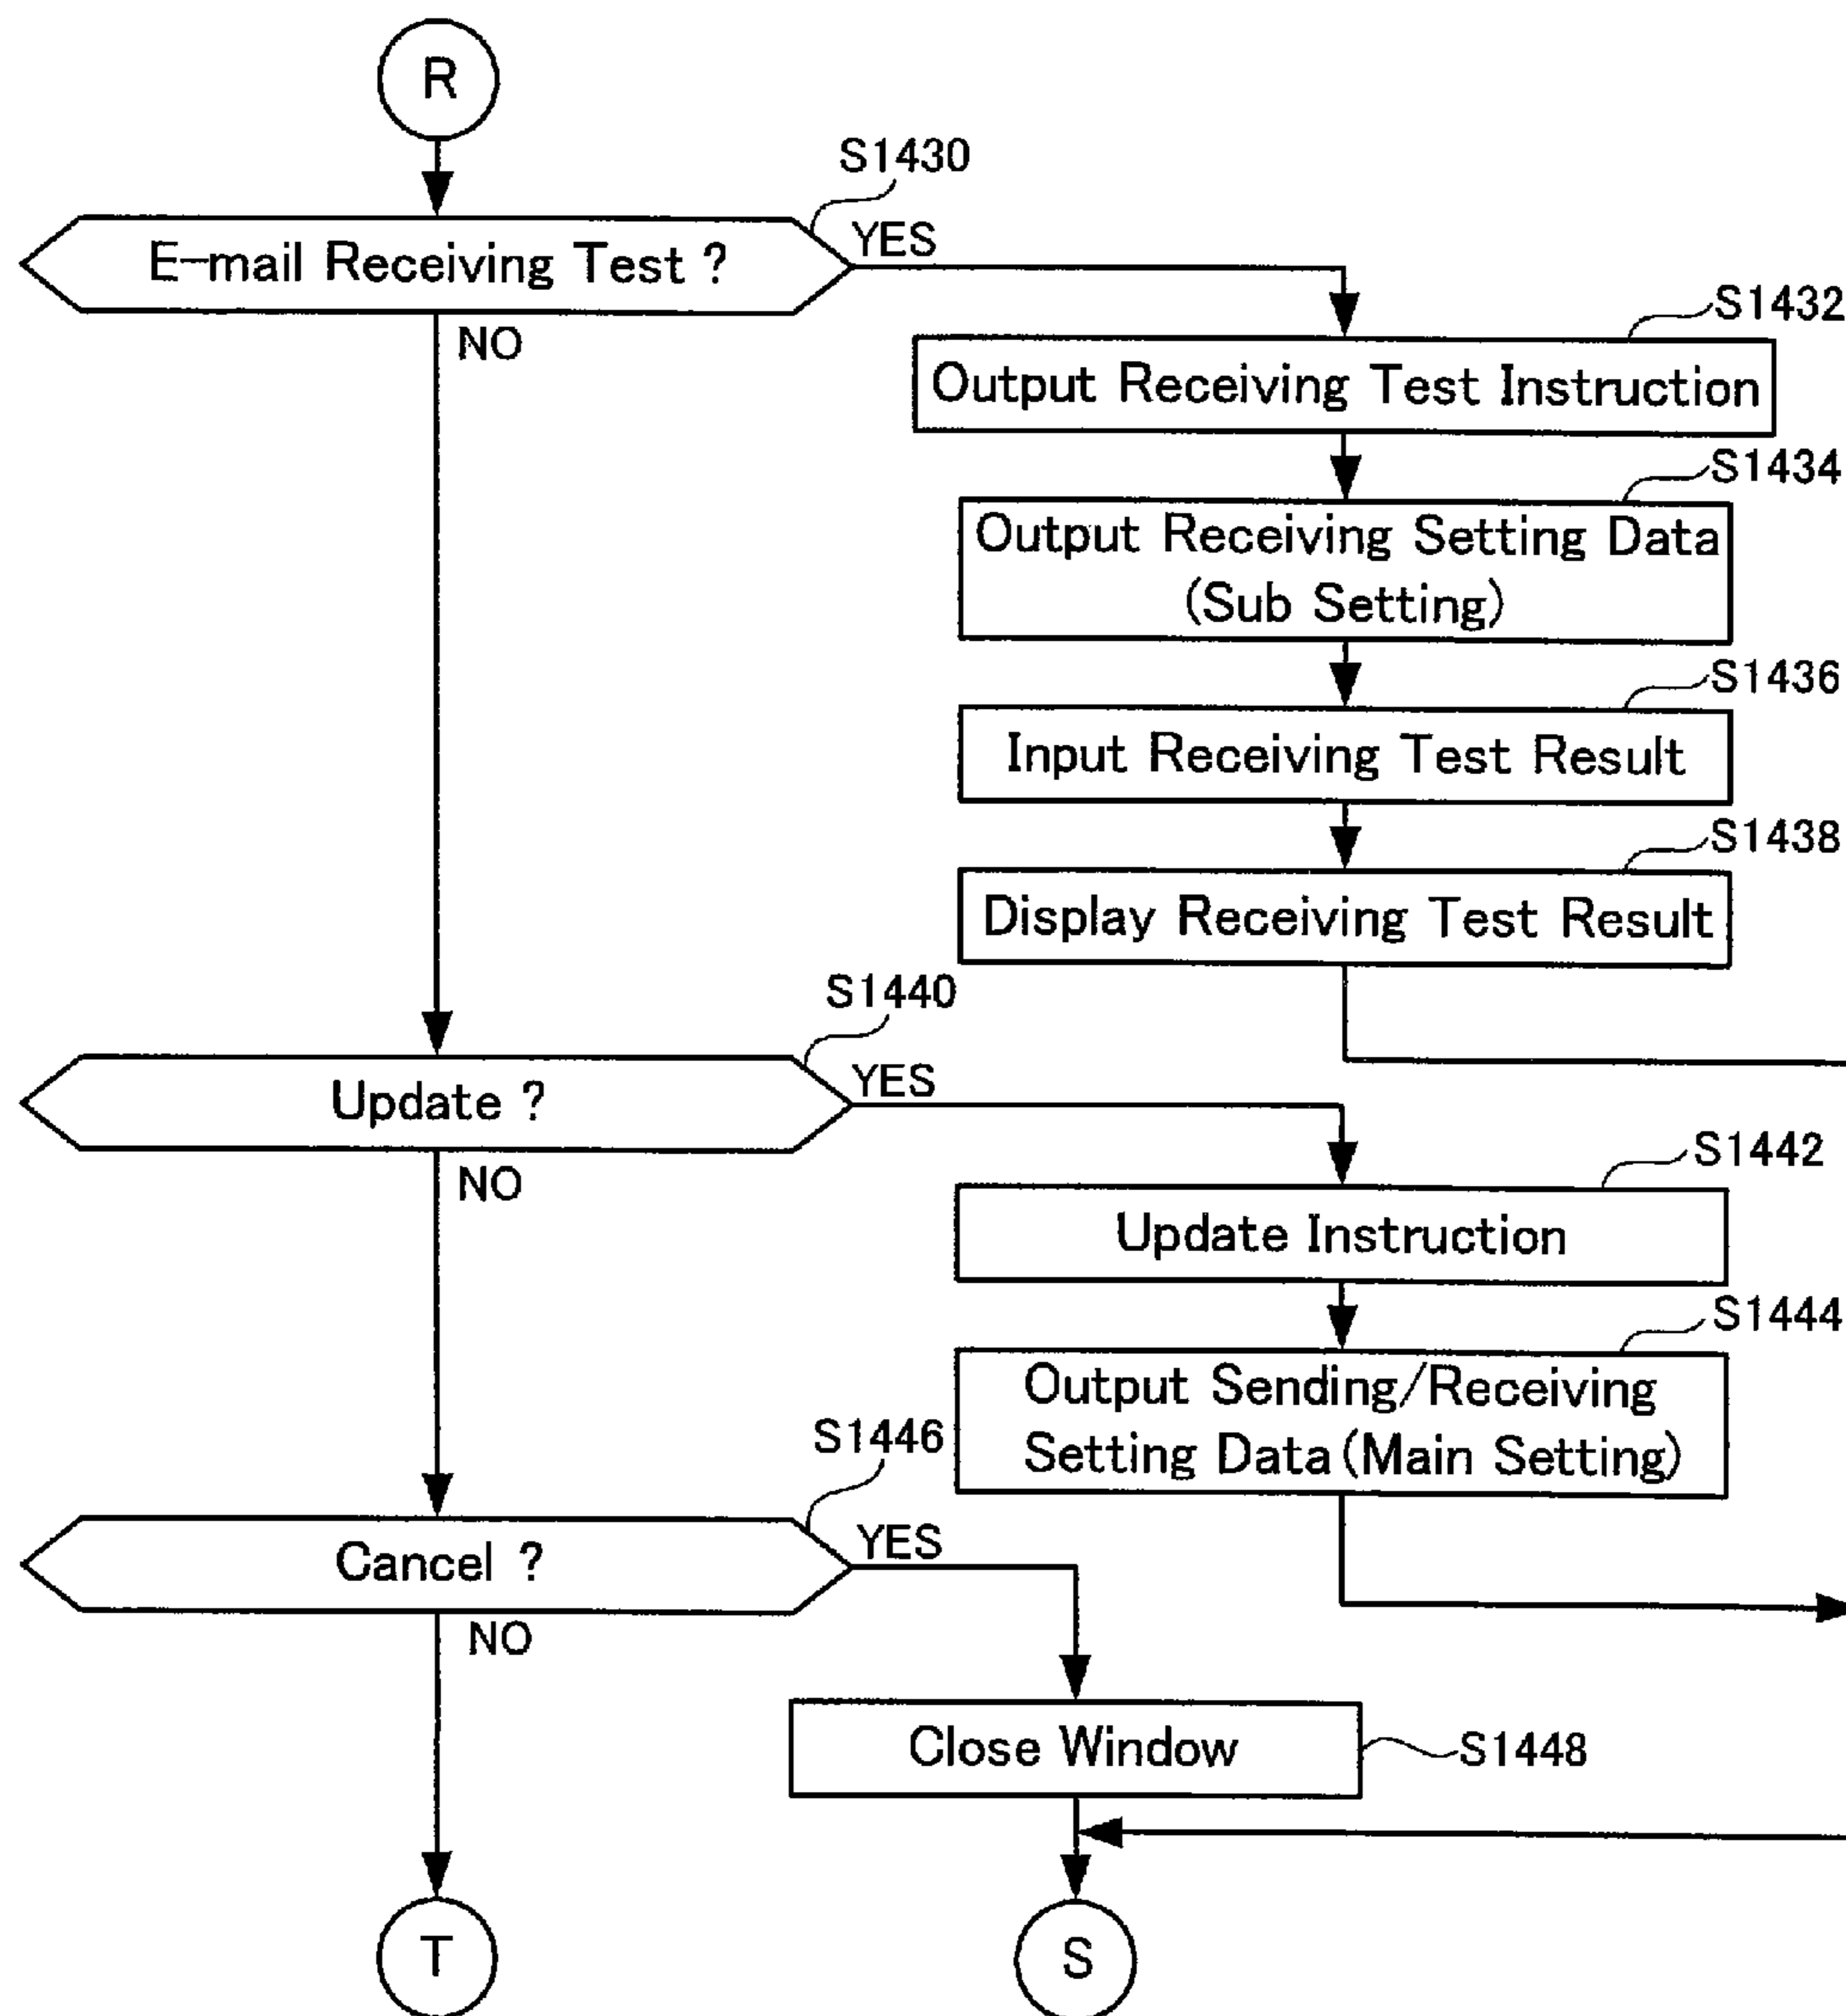 R
S1430
E-mail Receiving Test ?
YES
NO
S1432
Output Receiving Test Instruction
S1434
Output Receiving Setting Data
(Sub Setting)
S1436
Input Receiving Test Result
S1438
Display Receiving Test Result
S1440
Update ?
YES
NO
S1442
Update Instruction
S1444
Output Sending/Receiving
Setting Data (Main Setting)
S1446
Cancel ?
YES
NO
Close Window
S1448
T
S